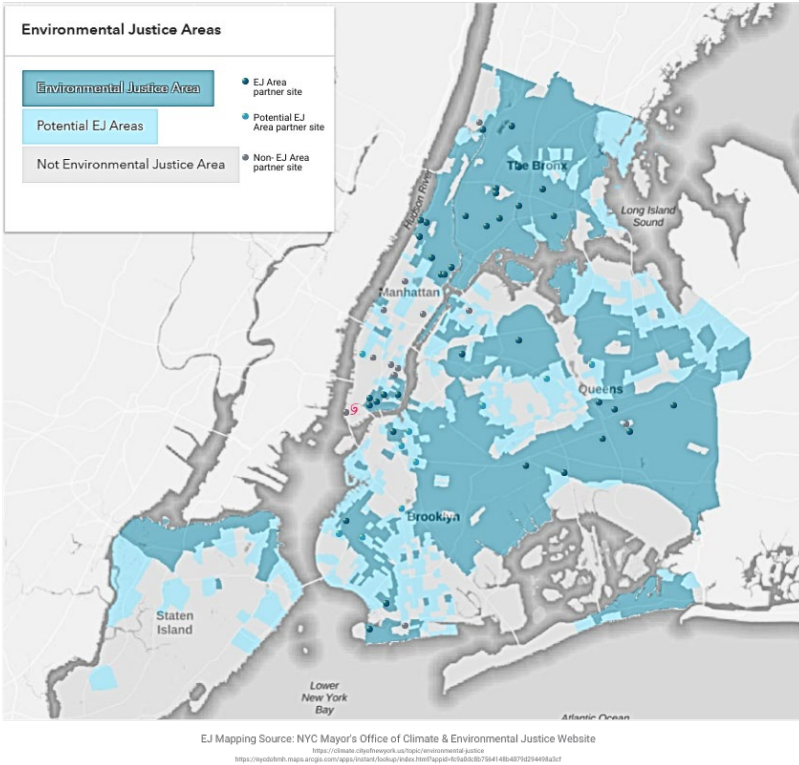 Environmental Justice Areas
Environmental Justice Area
Potential EJ Areas
Not Environmental Justice Area
EJ Area
partner site
Potential EJ
Area partner site
Non- EJ Area
partner site
The Bronx
Hudson River
Long Island
Sound
Manhattan
Queens
Brooklyn
Staten
Island
Lower
New York
Bay
Atlantic Ocean
EJ Mapping Source: NYC Mayor's Office of Climate & Environmental Justice Website
https://climate.cityofnewyork.us/topic/environmental-justice